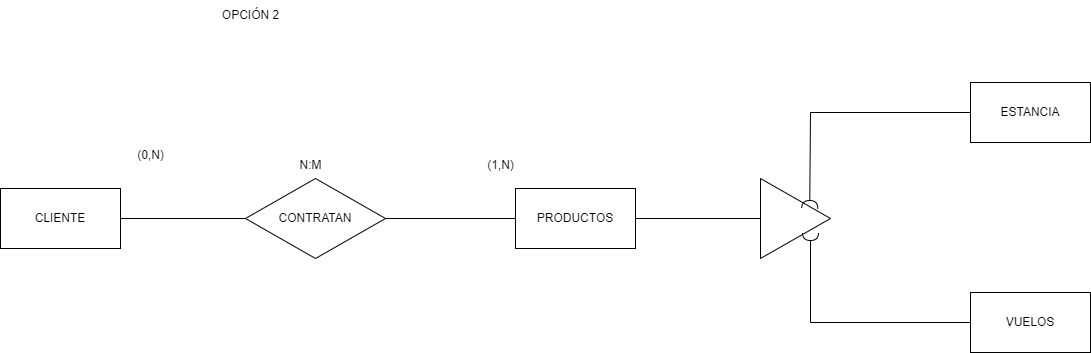 OPCIÓN 2
ESTANCIA
(0,N)
N:M
(1,N)
CLIENTE
CONTRATAN
PRODUCTOS
VUELOS